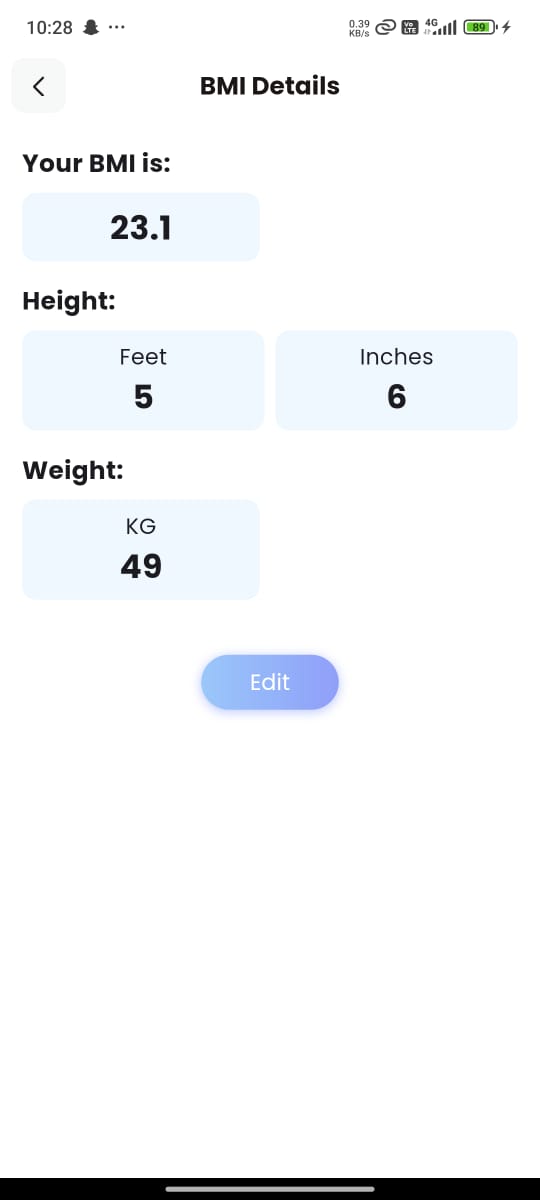 10:28 ... 0.39 KB/s Vo LTE 4G 89
BMI Details
Your BMI is:
23.1
Height:
Feet Inches
5 6
Weight:
KG
49
Edit